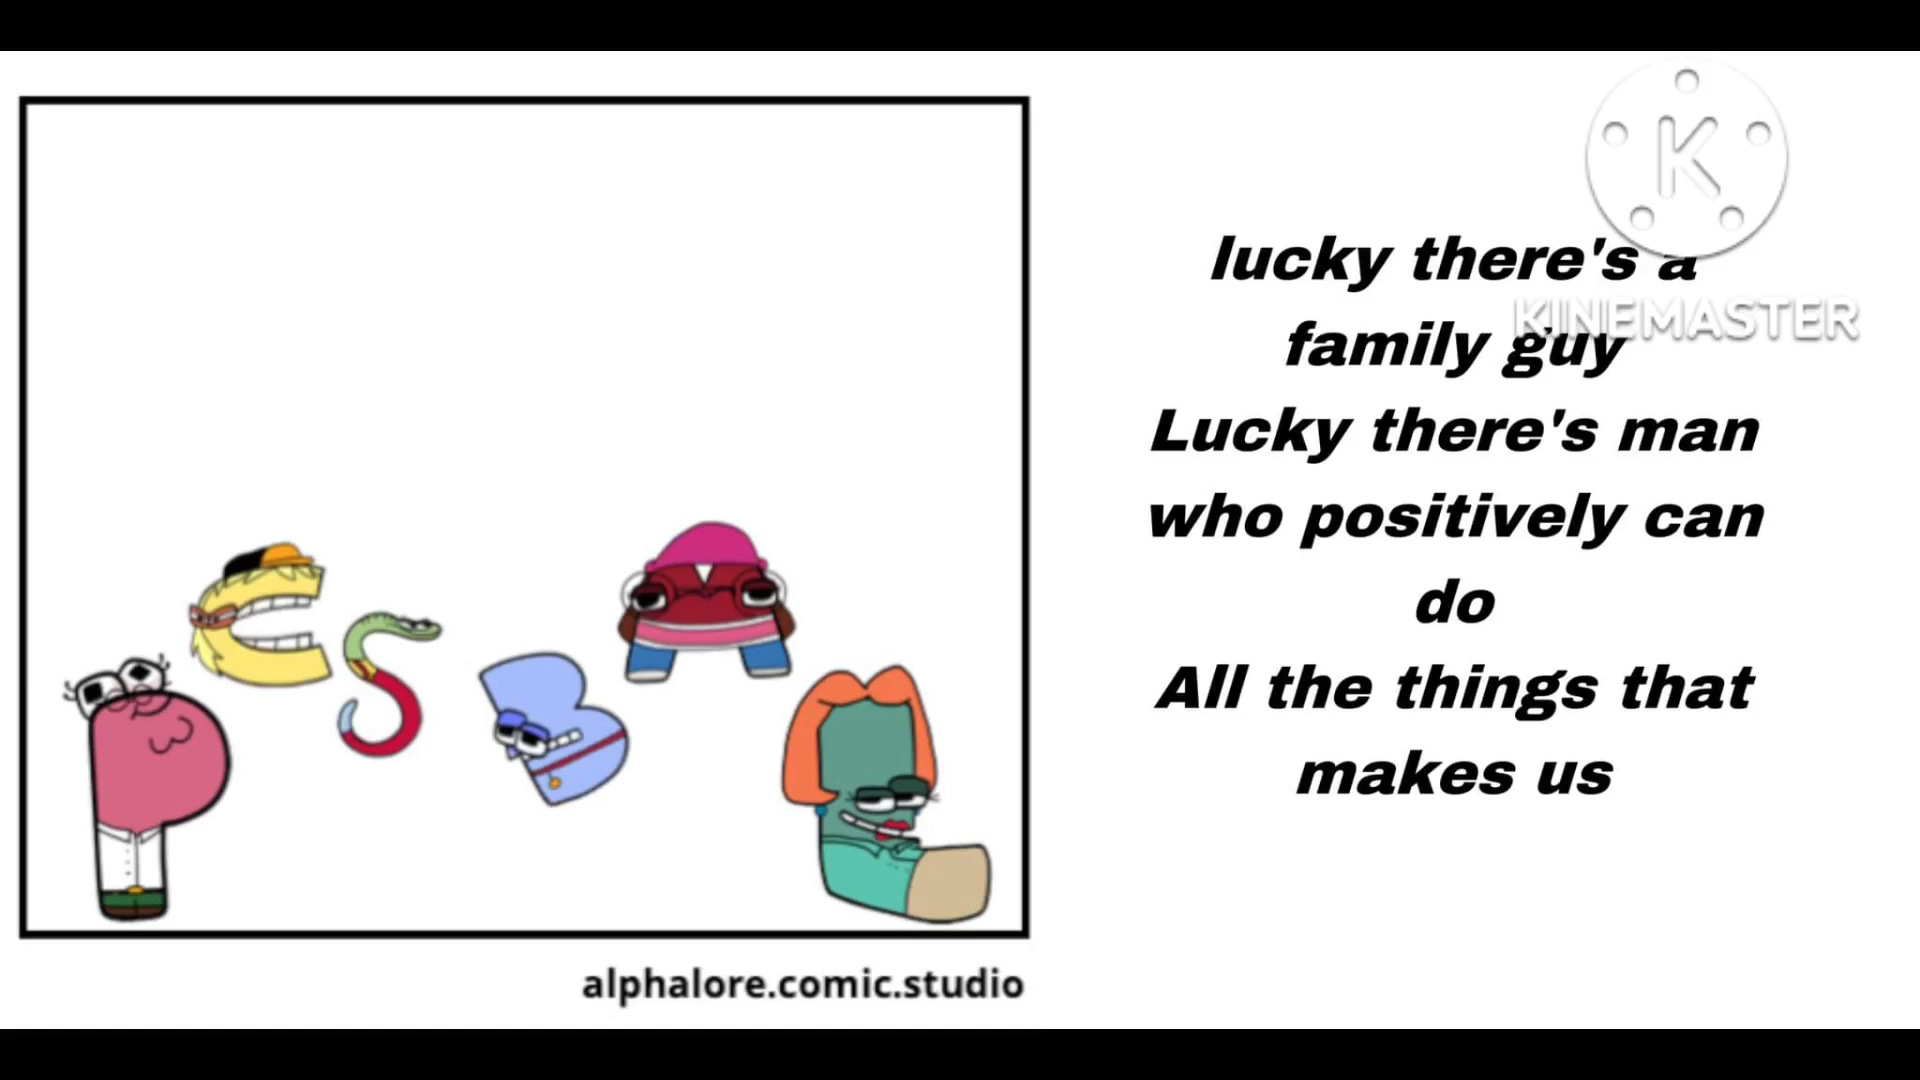 K
KINEMASTER
lucky there's a
family guy
Lucky there's man
who positively can
do
All the things that
makes us
alphalore.comic.studio